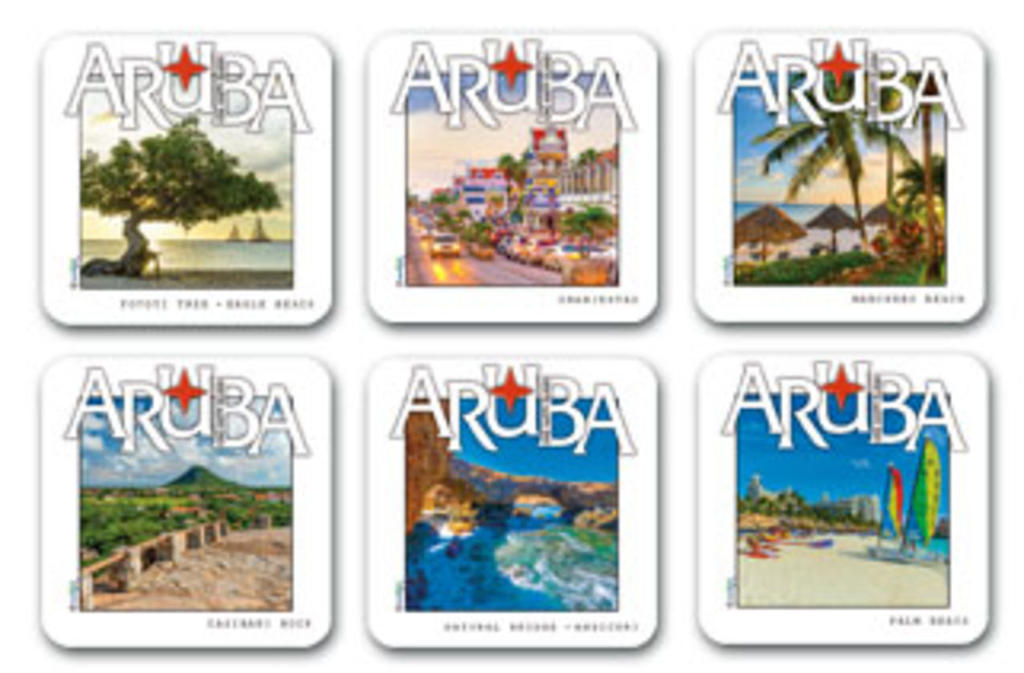 ARUBA
FOFOTI TREE - EAGLE BEACH
ARUBA
ORANJESTAD
ARUBA
MANCHEBO BEACH
ARUBA
CASIBARI ROCK
ARUBA
NATURAL BRIDGE - ANDICURI
ARUBA
PALM BEACH